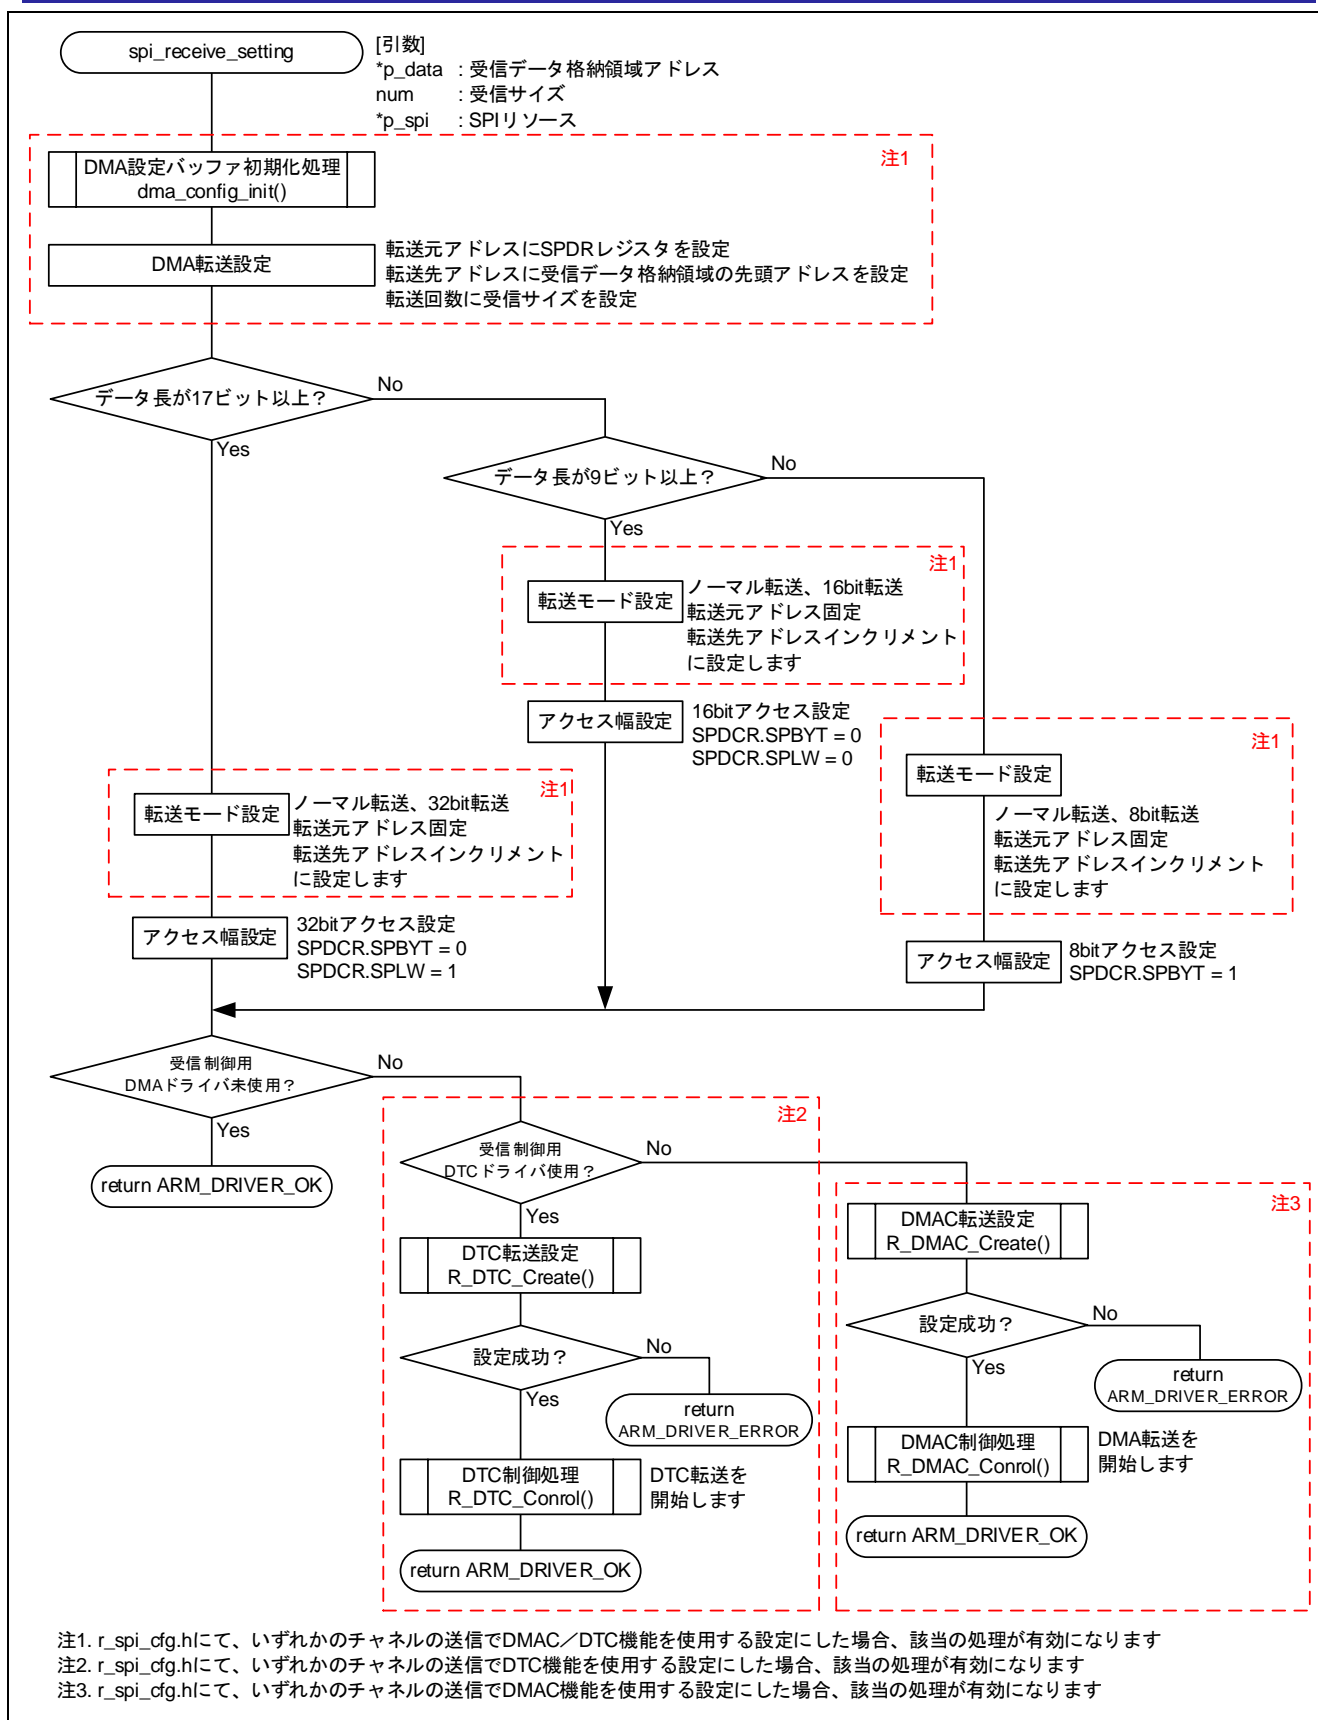 spi_receive_setting
[引数]
*p_data : 受信データ格納領域アドレス
num : 受信サイズ
*p_spi : SPIリソース
注1
DMA設定バッファ初期化処理
dma_config_init()
DMA転送設定
転送元アドレスにSPDRレジスタを設定
転送先アドレスに受信データ格納領域の先頭アドレスを設定
転送回数に受信サイズを設定
データ長が17ビット以上？
No
Yes
データ長が9ビット以上？
No
Yes
注1
転送モード設定
ノーマル転送、16bit転送
転送元アドレス固定
転送先アドレスインクリメント
に設定します
アクセス幅設定
16bitアクセス設定
SPDCR.SPBYT = 0
SPDCR.SPLW = 0
注1
転送モード設定
ノーマル転送、8bit転送
転送元アドレス固定
転送先アドレスインクリメント
に設定します
注1
転送モード設定
ノーマル転送、32bit転送
転送元アドレス固定
転送先アドレスインクリメント
に設定します
アクセス幅設定
32bitアクセス設定
SPDCR.SPBYT = 0
SPDCR.SPLW = 1
アクセス幅設定
8bitアクセス設定
SPDCR.SPBYT = 1
受信制御用
DMAドライバ未使用？
No
Yes
return ARM_DRIVER_OK
注2
受信制御用
DTCドライバ使用？
No
Yes
DTC転送設定
R_DTC_Create()
設定成功？
No
Yes
return
ARM_DRIVER_ERROR
DTC制御処理
R_DTC_Conrol()
DTC転送を
開始します
return ARM_DRIVER_OK
注3
DMAC転送設定
R_DMAC_Create()
設定成功？
No
Yes
return
ARM_DRIVER_ERROR
DMAC制御処理
R_DMAC_Conrol()
DMA転送を
開始します
return ARM_DRIVER_OK
注1. r_spi_cfg.hにて、いずれかのチャネルの送信でDMAC／DTC機能を使用する設定にした場合、該当の処理が有効になります
注2. r_spi_cfg.hにて、いずれかのチャネルの送信でDTC機能を使用する設定にした場合、該当の処理が有効になります
注3. r_spi_cfg.hにて、いずれかのチャネルの送信でDMAC機能を使用する設定にした場合、該当の処理が有効になります